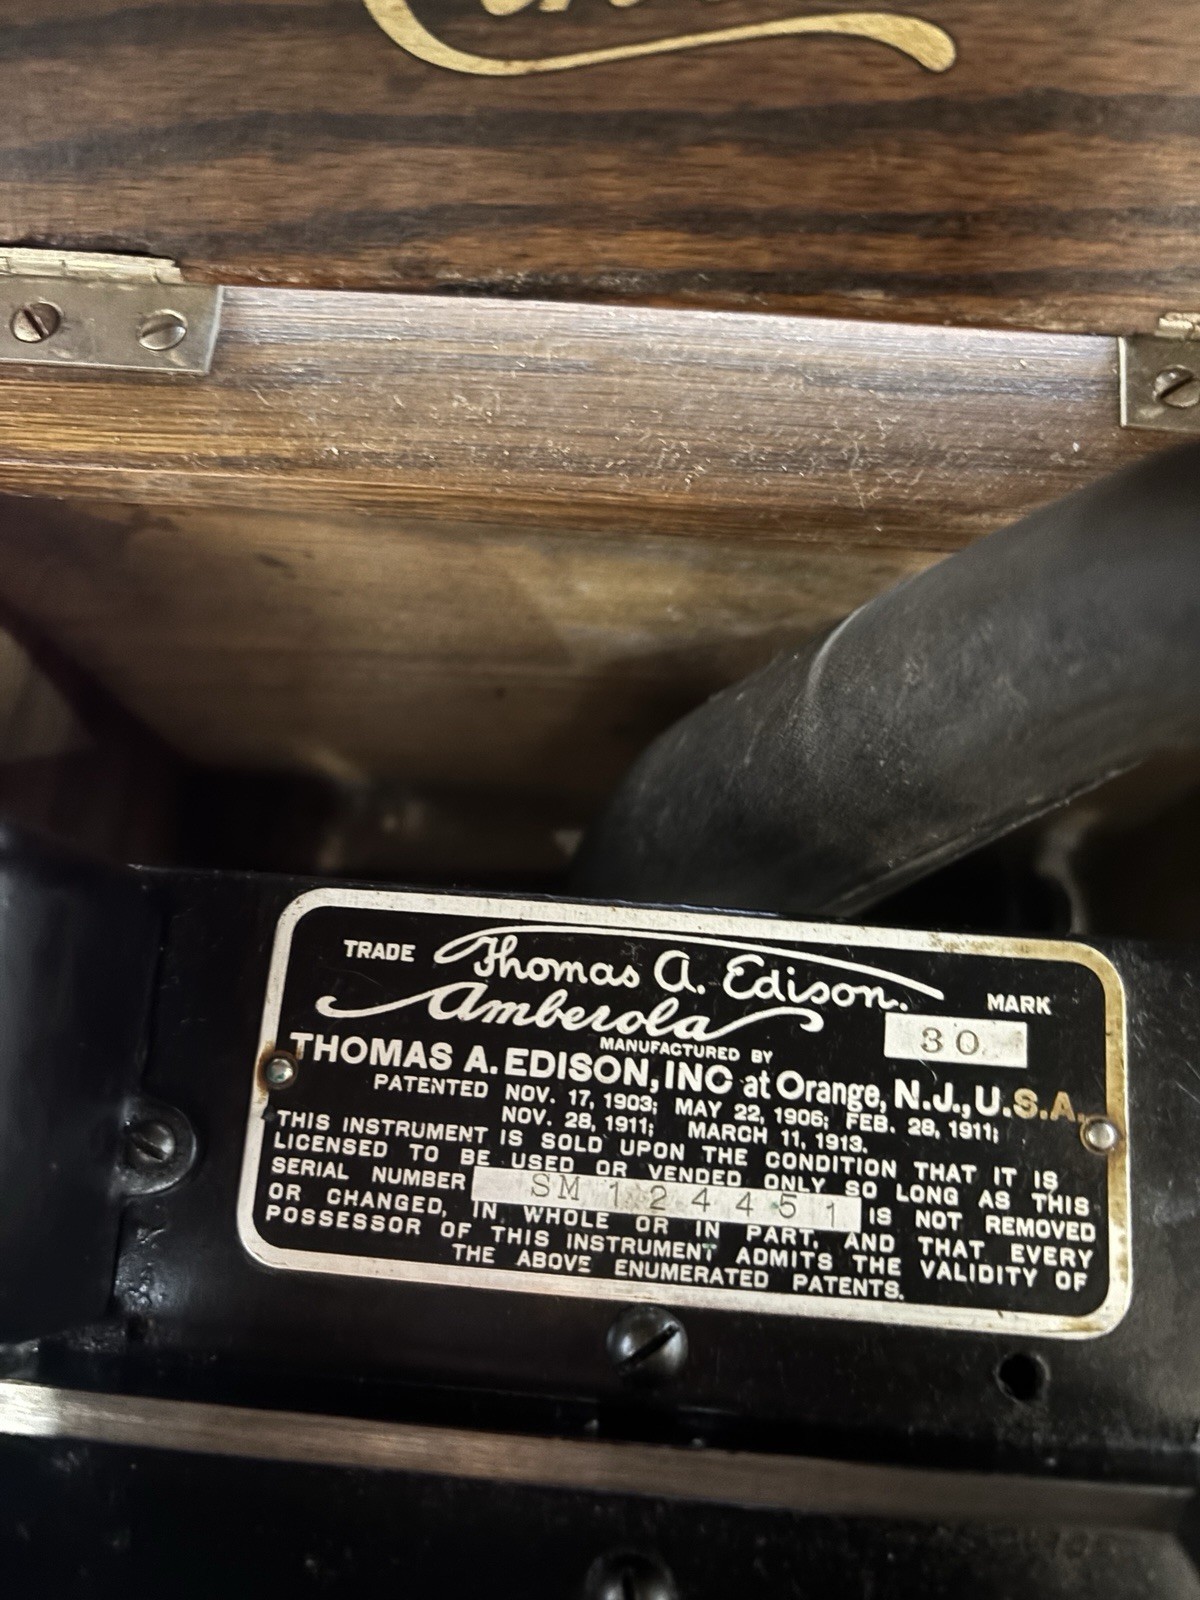 TRADE Thomas A. Edison. MARK
Amberola 30
MANUFACTURED BY
THOMAS A. EDISON, INC at Orange, N.J., U.S.A.
PATENTED NOV. 17, 1903; MAY 22, 1906; FEB. 28, 1911;
NOV. 28, 1911; MARCH 11, 1913.
THIS INSTRUMENT IS SOLD UPON THE CONDITION THAT IT IS
LICENSED TO BE USED OR VENDED ONLY SO LONG AS THIS
SERIAL NUMBER SM 124451 IS NOT REMOVED
OR CHANGED, IN WHOLE OR IN PART, AND THAT EVERY
POSSESSOR OF THIS INSTRUMENT ADMITS THE VALIDITY OF
THE ABOVE ENUMERATED PATENTS.